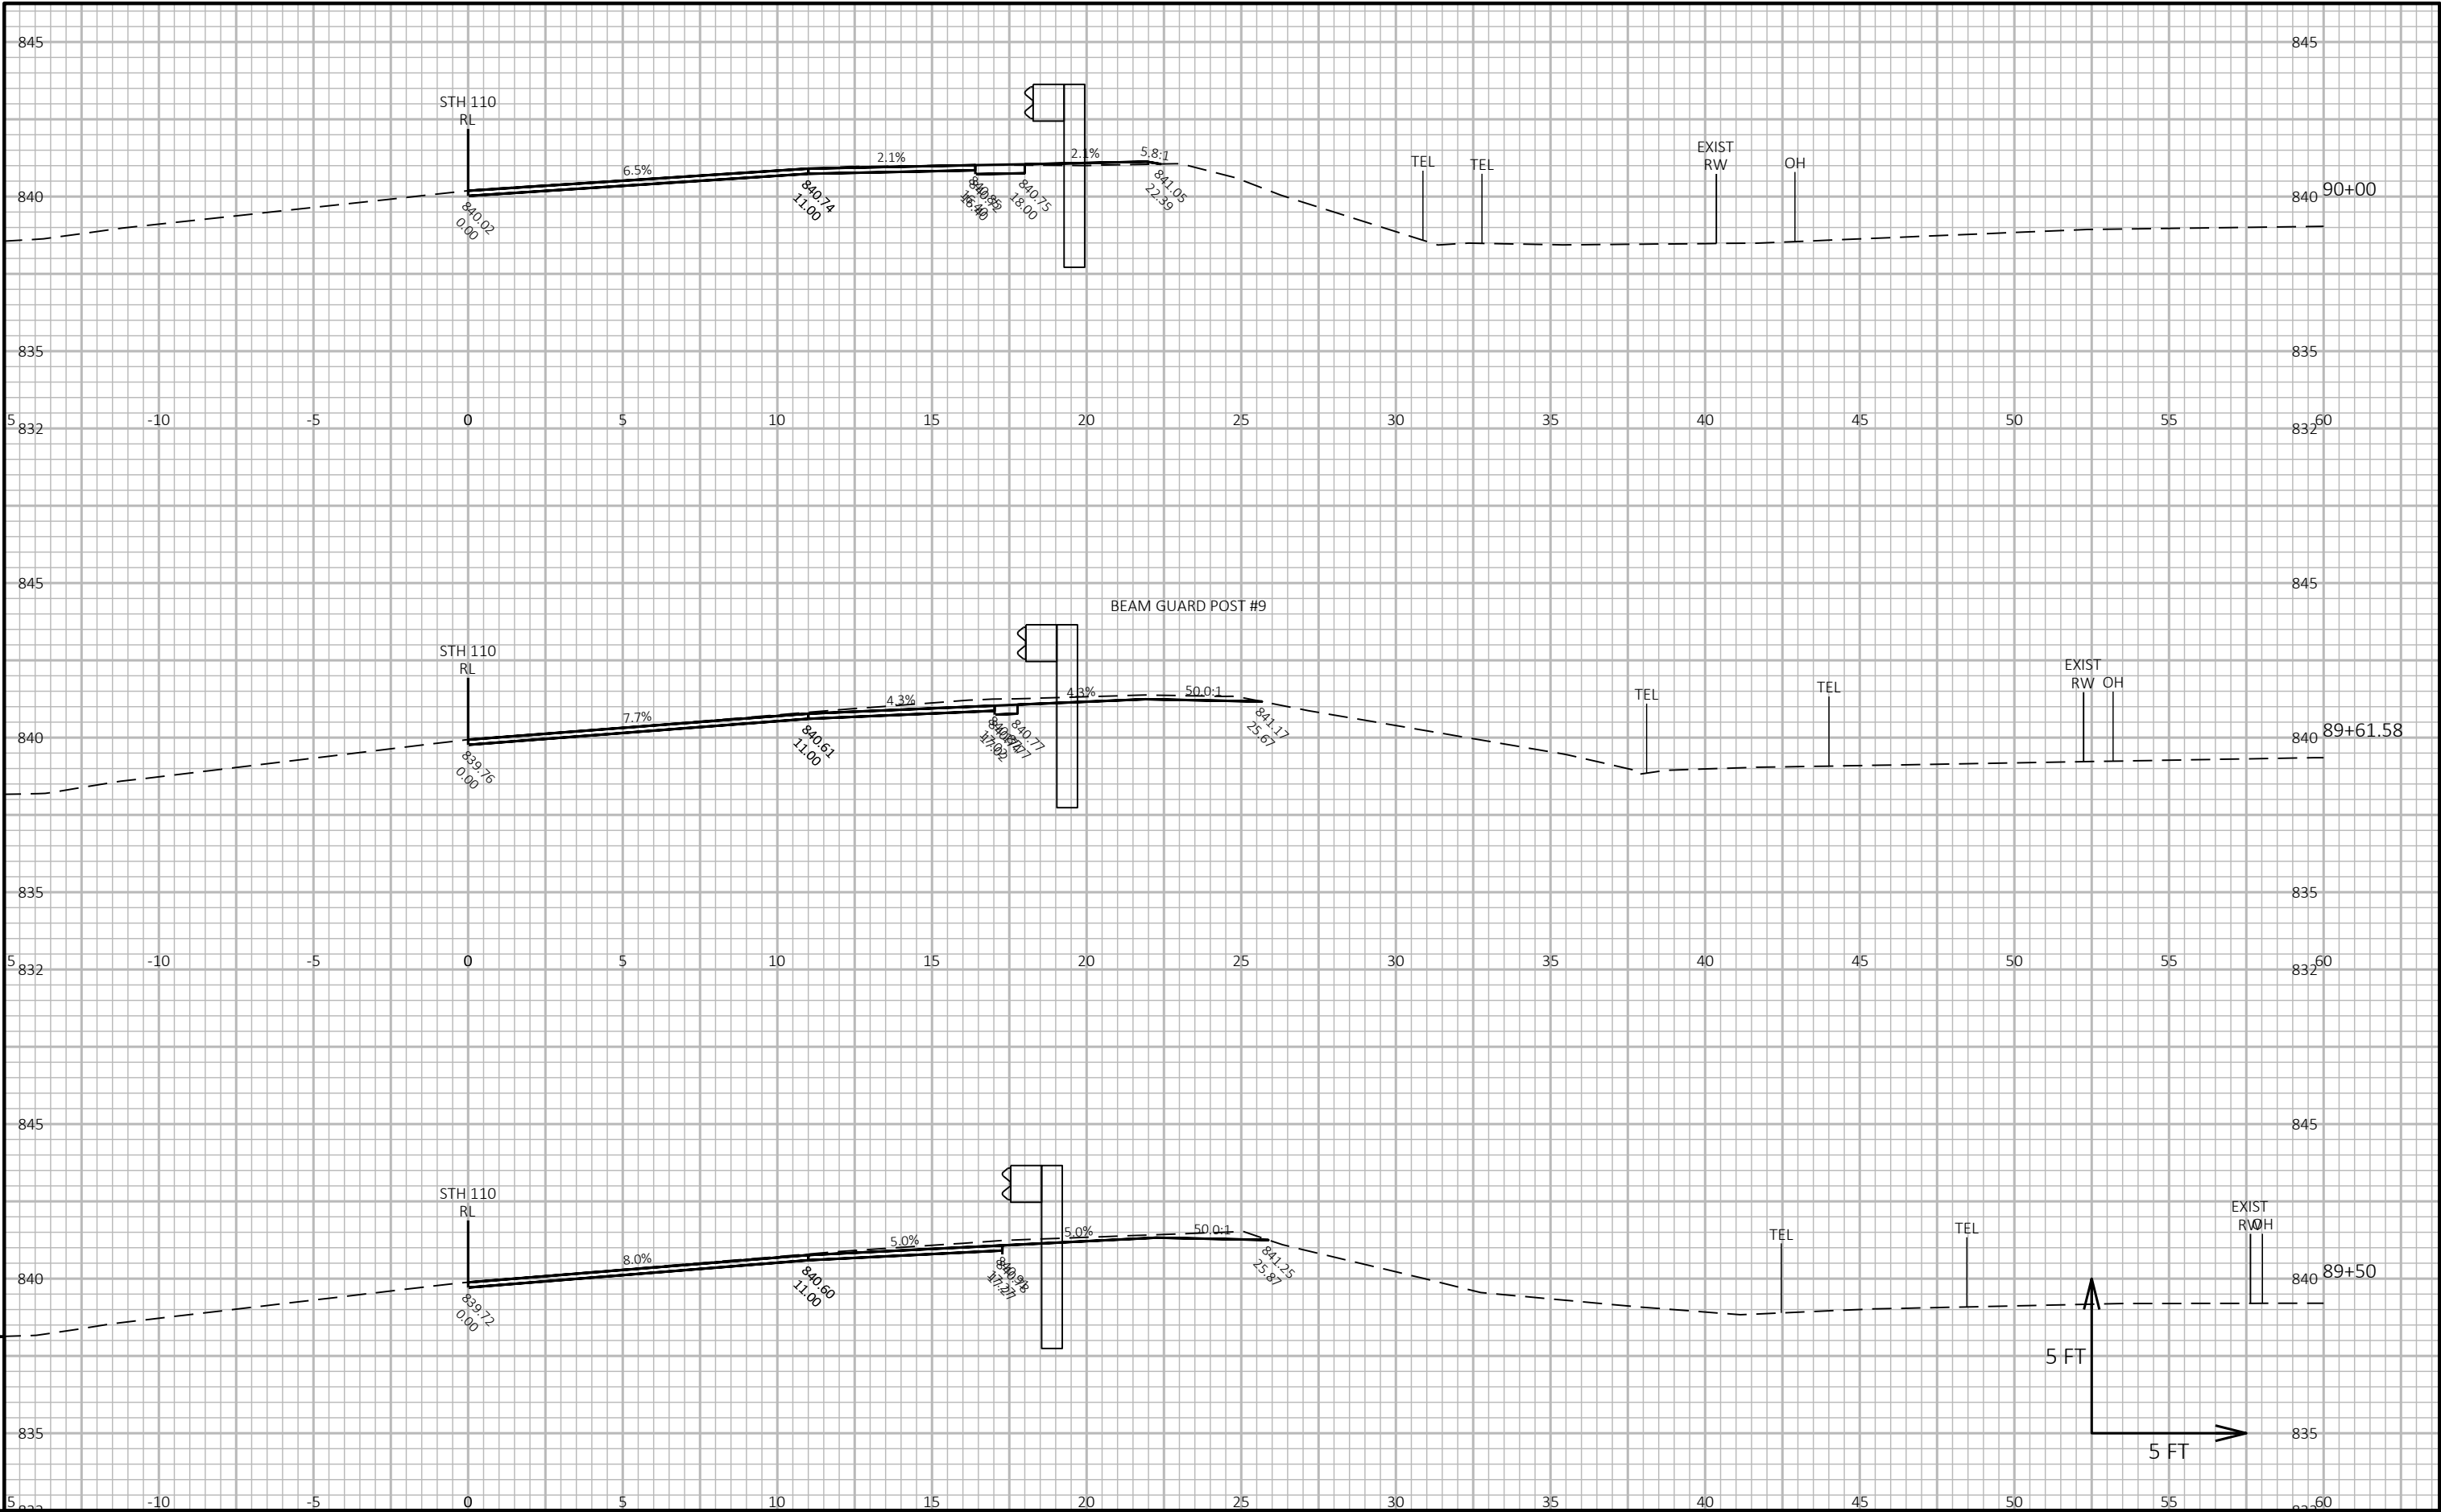 845 845
STH 110
RL
6.5% 2.1% 2.1% 5.8:1
TEL TEL
EXIST
RW
OH
840 840 90+00
840.02
0.00
840.74
11.00
840.75
18.00
841.05
22.39
835 835
5 -10 -5 0 5 10 15 20 25 30 35 40 45 50 55 60
832 832
845 845
BEAM GUARD POST #9
STH 110
RL
7.7% 4.3% 4.3% 50.0:1
TEL TEL
EXIST
RW OH
840 840 89+61.58
839.76
0.00
840.61
11.00
840.77
841.17
25.67
835 835
5 -10 -5 0 5 10 15 20 25 30 35 40 45 50 55 60
832 832
845 845
STH 110
RL
8.0% 5.0% 5.0% 50.0:1
TEL TEL
EXIST
RW OH
840 840 89+50
839.72
0.00
840.60
11.00
841.25
25.87
5 FT
835 835
5 FT
5 -10 -5 0 5 10 15 20 25 30 35 40 45 50 55 60